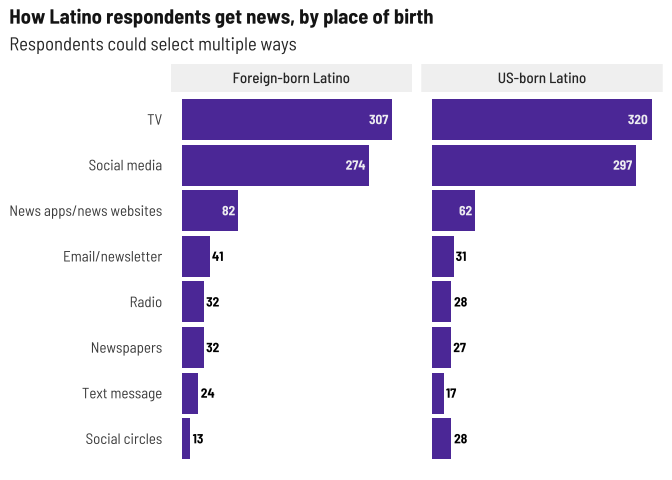 How Latino respondents get news, by place of birth
Respondents could select multiple ways
Foreign-born Latino US-born Latino
TV 307 320
Social media 274 297
News apps/news websites 82 62
Email/newsletter 41 31
Radio 32 28
Newspapers 32 27
Text message 24 17
Social circles 13 28